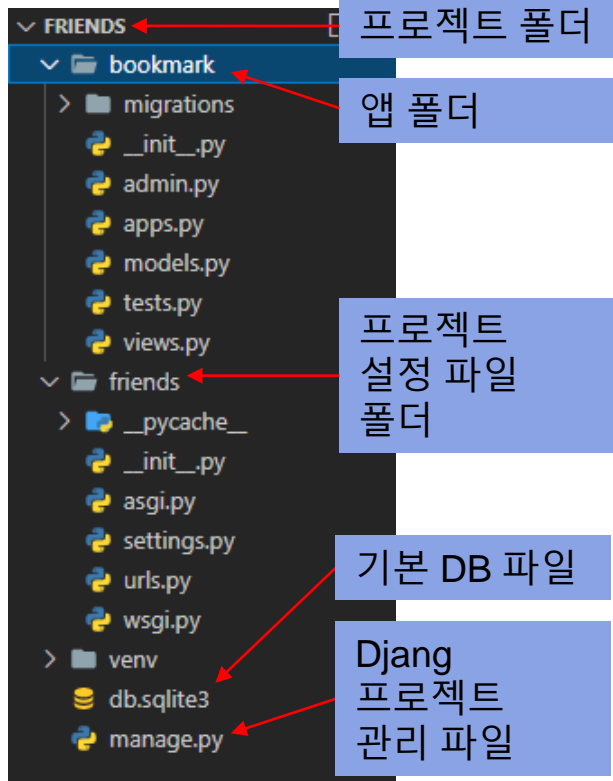 FRIENDS
프로젝트 폴더
bookmark
앱 폴더
migrations
__init__.py
admin.py
apps.py
models.py
tests.py
views.py
프로젝트
설정 파일
폴더
friends
__pycache__
__init__.py
asgi.py
settings.py
urls.py
wsgi.py
기본 DB 파일
venv
db.sqlite3
manage.py
Djang
프로젝트
관리 파일